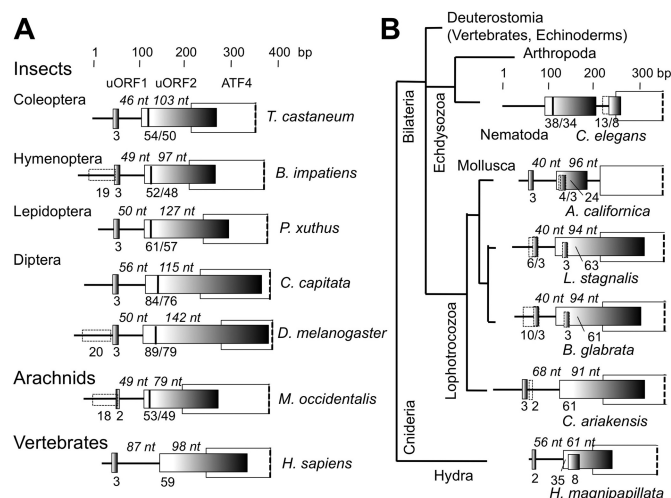 A
1 100 200 300 400 bp
Insects
uORF1 uORF2 ATF4
Coleoptera
46 nt 103 nt
T. castaneum
3 54/50
Hymenoptera
49 nt 97 nt
B. impatiens
19 3 52/48
Lepidoptera
50 nt 127 nt
P. xuthus
3 61/57
Diptera
56 nt 115 nt
C. capitata
3 84/76
50 nt 142 nt
D. melanogaster
20 3 89/79
Arachnids
49 nt 79 nt
M. occidentalis
18 2 53/49
Vertebrates
87 nt 98 nt
H. sapiens
3 59
B
Deuterostomia
(Vertebrates, Echinoderms)
Arthropoda
1 100 200 300 bp
Bilateria
Echdysozoa
38/34 13/8
Nematoda
C. elegans
Mollusca
40 nt 96 nt
3 4/3 24
A. californica
40 nt 94 nt
6/3 3 63
L. stagnalis
40 nt 94 nt
10/3 3 61
B. glabrata
Lophotrocozoa
68 nt 91 nt
3 2 61
C. ariakensis
Cnideria
Hydra
56 nt 61 nt
2 35 8
H. magnipapillata